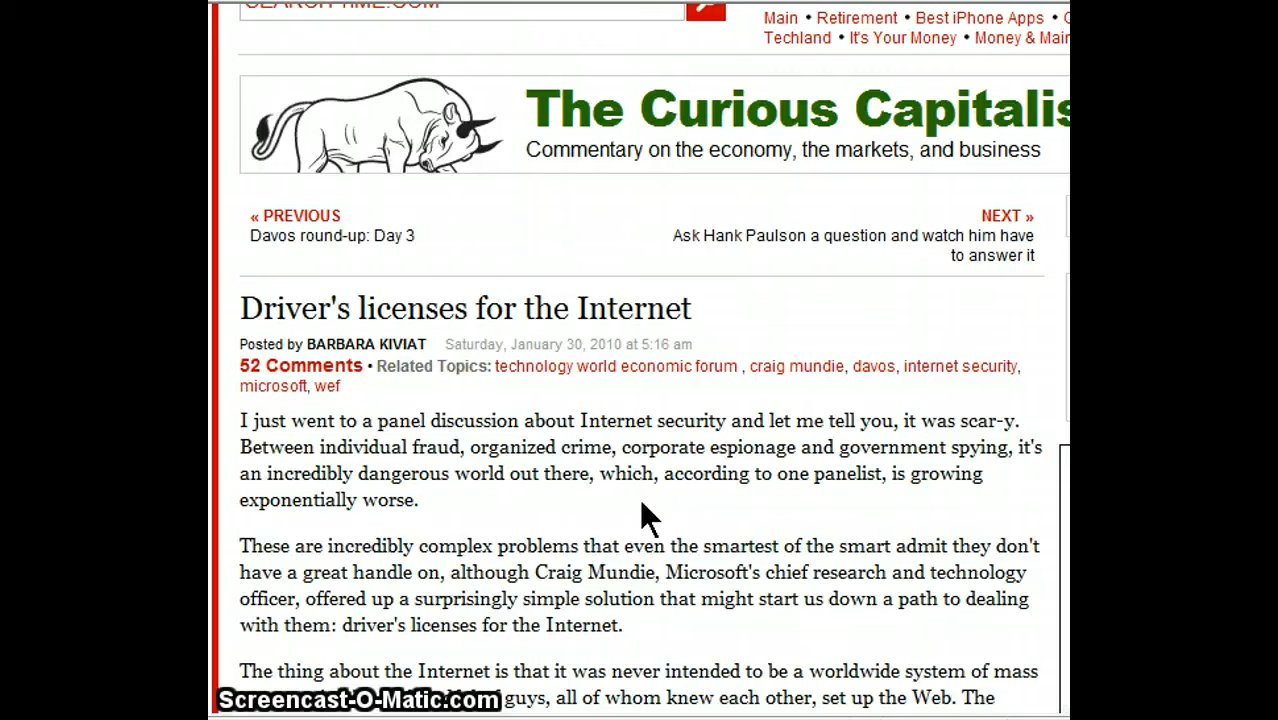 SEARCH TIME.COM
Main • Retirement • Best iPhone Apps •
Techland • It's Your Money • Money &
The Curious
Commentary on the economy, the markets, and business
« PREVIOUS
Davos round-up: Day 3
NEXT »
Ask Hank Paulson a question and watch him have
to answer it
Driver's licenses for the Internet
Posted by BARBARA KIVIAT Saturday, January 30, 2010 at 5:16 am
52 Comments • Related Topics: technology world economic forum , craig mundie, davos, internet security,
microsoft, wef
I just went to a panel discussion about Internet security and let me tell you, it was scar-y.
Between individual fraud, organized crime, corporate espionage and government spying, it's
an incredibly dangerous world out there, which, according to one panelist, is growing
exponentially worse.
These are incredibly complex problems that even the smartest of the smart admit they don't
have a great handle on, although Craig Mundie, Microsoft's chief research and technology
officer, offered up a surprisingly simple solution that might start us down a path to dealing
with them: driver's licenses for the Internet.
The thing about the Internet is that it was never intended to be a worldwide system of mass
guys, all of whom knew each other, set up the Web. The
Screencast-O-Matic.com